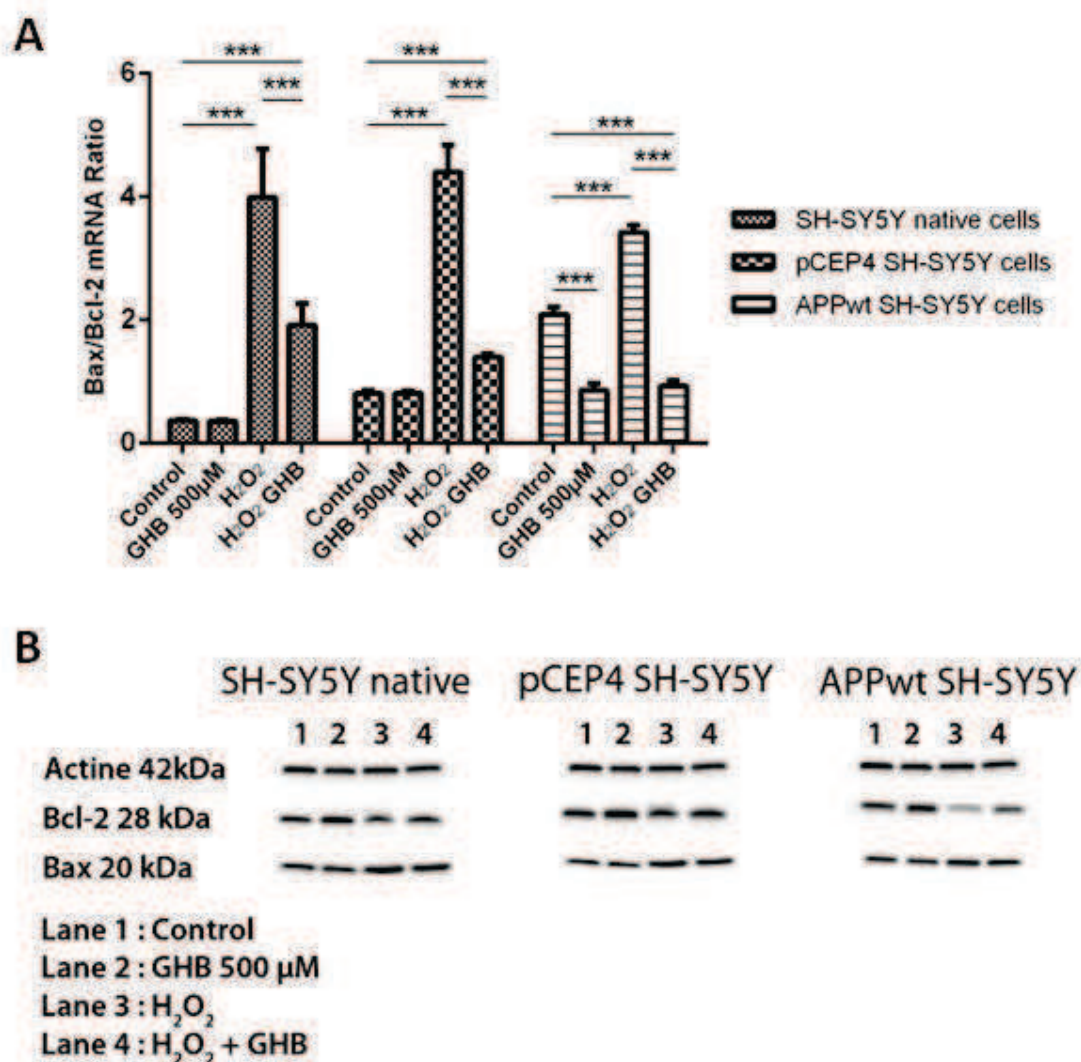 A
***
***
***
***
***
***
***
***
***
***
6
4
2
0
Bax/Bcl-2 mRNA Ratio
SH-SY5Y native cells
pCEP4 SH-SY5Y cells
APPwt SH-SY5Y cells
Control
GHB 500µM
H₂O₂
H₂O₂ GHB
Control
GHB 500µM
H₂O₂
H₂O₂ GHB
Control
GHB 500µM
H₂O₂
H₂O₂ GHB
B
SH-SY5Y native pCEP4 SH-SY5Y APPwt SH-SY5Y
1 2 3 4 1 2 3 4 1 2 3 4
Actine 42kDa
Bcl-2 28 kDa
Bax 20 kDa
Lane 1 : Control
Lane 2 : GHB 500 µM
Lane 3 : H₂O₂
Lane 4 : H₂O₂ + GHB